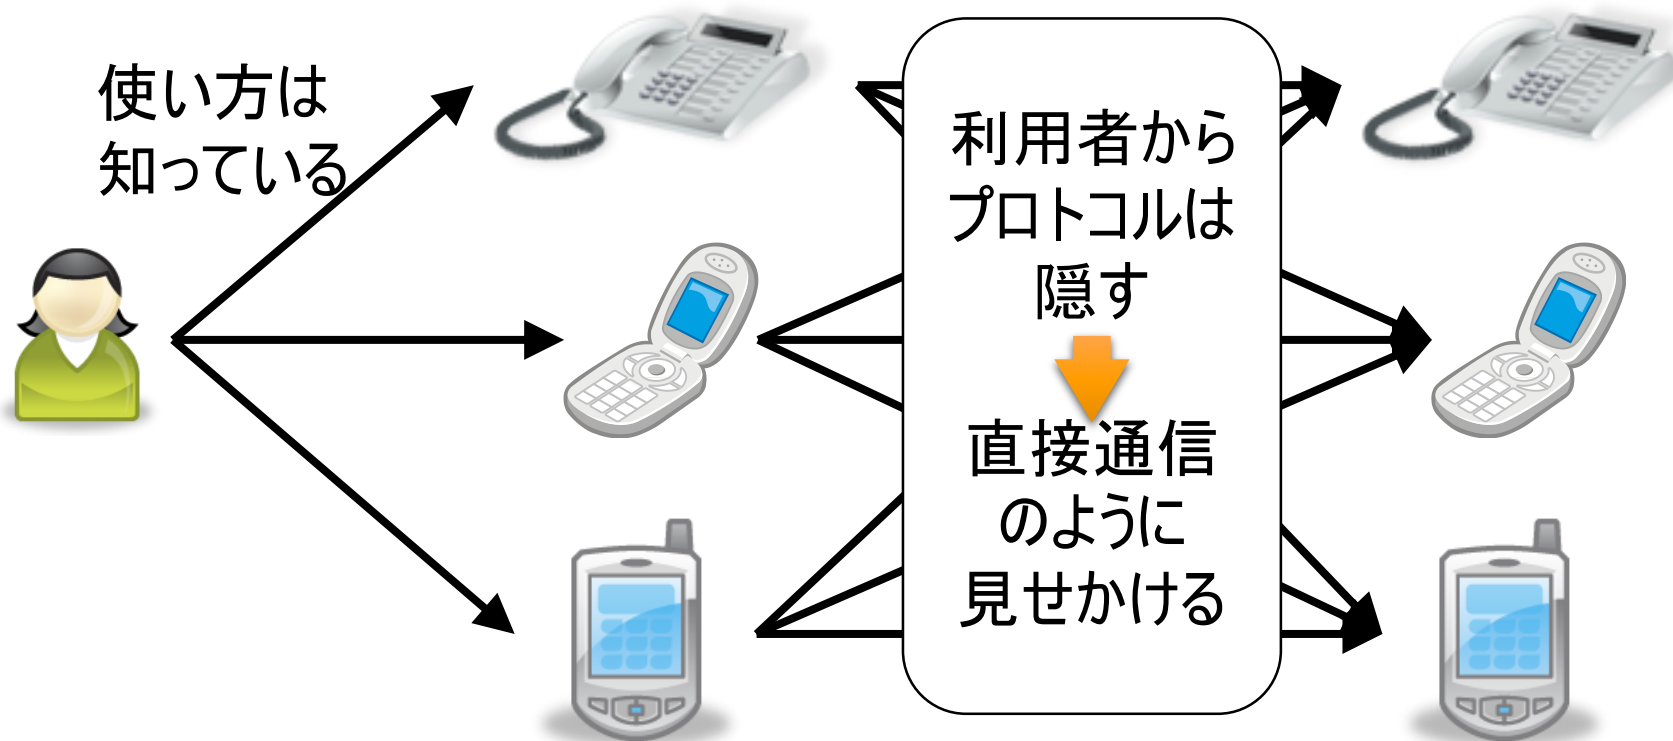 使い方は
知っている
利用者から
プロトコルは
隠す
直接通信
のように
見せかける